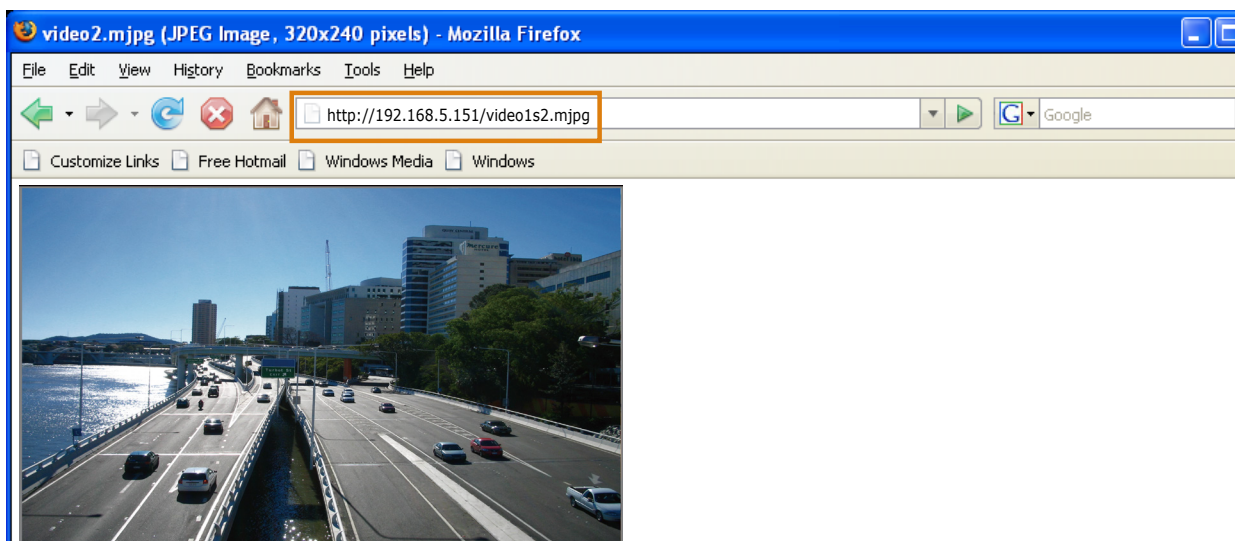 video2.mjpg (JPEG Image, 320x240 pixels) - Mozilla Firefox
File Edit View History Bookmarks Tools Help
http://192.168.5.151/video1s2.mjpg G Google
Customize Links Free Hotmail Windows Media Windows
mercure